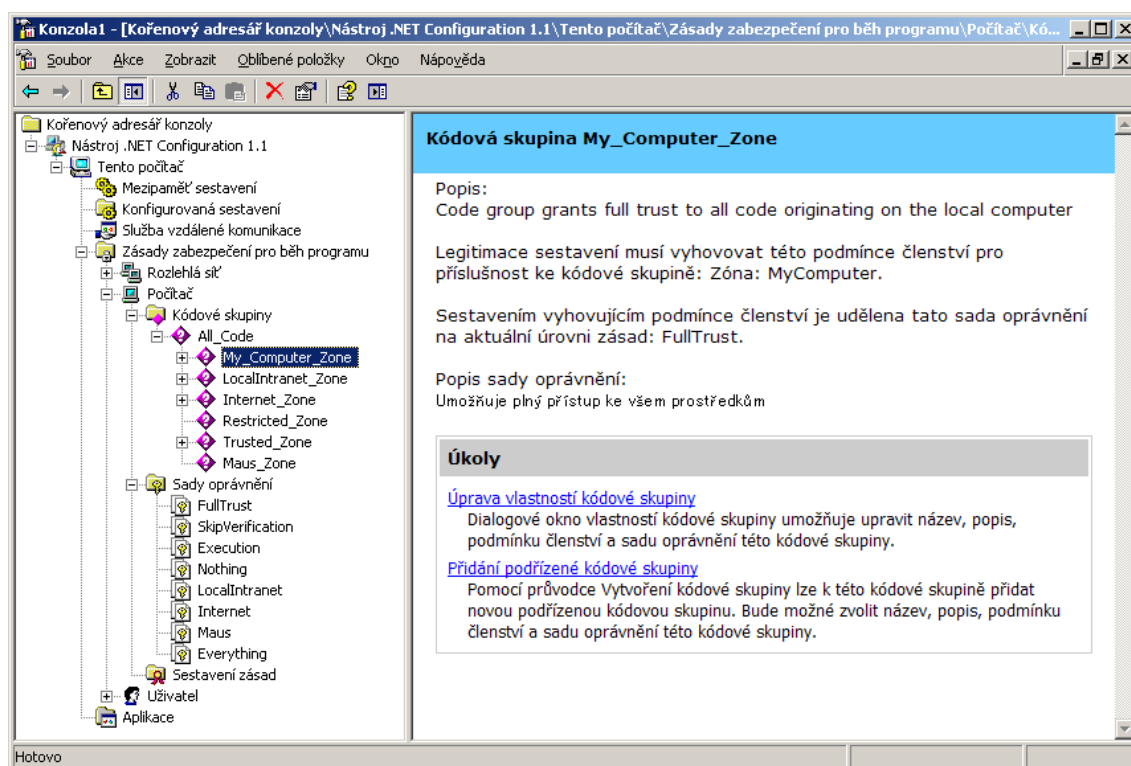 Konzola1 - [Kořenový adresář konzoly\Nástroj .NET Configuration 1.1\Tento počítač\Zásady zabezpečení pro běh programu\Počítač\Kó...
Soubor Akce Zobrazit Oblíbené položky Okno Nápověda
Kořenový adresář konzoly
Nástroj .NET Configuration 1.1
Tento počítač
Mezipaměť sestavení
Konfigurovaná sestavení
Služba vzdálené komunikace
Zásady zabezpečení pro běh programu
Rozlehlá síť
Počítač
Kódové skupiny
All_Code
My_Computer_Zone
LocalIntranet_Zone
Internet_Zone
Restricted_Zone
Trusted_Zone
Maus_Zone
Sady oprávnění
FullTrust
SkipVerification
Execution
Nothing
LocalIntranet
Internet
Maus
Everything
Sestavení zásad
Uživatel
Aplikace
Kódová skupina My_Computer_Zone
Popis:
Code group grants full trust to all code originating on the local computer
Legitimace sestavení musí vyhovovat této podmínce členství pro
příslušnost ke kódové skupině: Zóna: MyComputer.
Sestavením vyhovujícím podmínce členství je udělena tato sada oprávnění
na aktuální úrovni zásad: FullTrust.
Popis sady oprávnění:
Umožňuje plný přístup ke všem prostředkům
Úkoly
Úprava vlastností kódové skupiny
Dialogové okno vlastností kódové skupiny umožňuje upravit název, popis,
podmínku členství a sadu oprávnění této kódové skupiny.
Přidání podřízené kódové skupiny
Pomocí průvodce Vytvoření kódové skupiny lze k této kódové skupině přidat
novou podřízenou kódovou skupinu. Bude možné zvolit název, popis, podmínku
členství a sadu oprávnění této kódové skupiny.
Hotovo